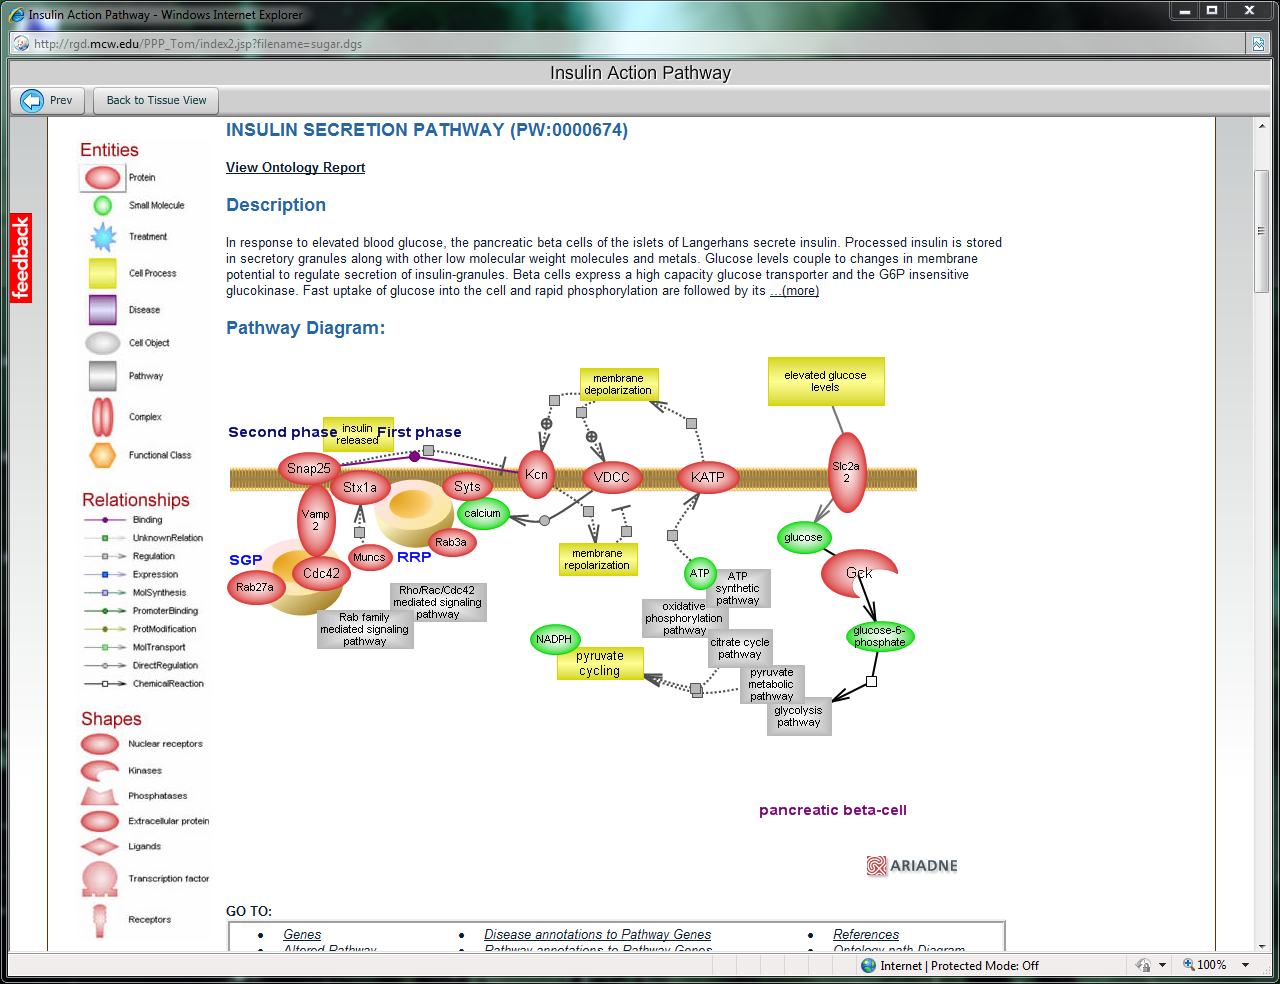 Insulin Action Pathway - Windows Internet Explorer
http://rgd.mcw.edu/PPP_Tom/index2.jsp?filename=sugar.dgs
Insulin Action Pathway
Prev
Back to Tissue View
feedback
Entities
Protein
Small Molecule
Treatment
Cell Process
Disease
Cell Object
Pathway
Complex
Functional Class
Relationships
Binding
UnknownRelation
Regulation
Expression
MolSynthesis
PromoterBinding
ProtModification
MolTransport
DirectRegulation
ChemicalReaction
Shapes
Nuclear receptors
Kinases
Phosphatases
Extracellular protein
Ligands
Transcription factor
Receptors
INSULIN SECRETION PATHWAY (PW:0000674)
View Ontology Report
Description
In response to elevated blood glucose, the pancreatic beta cells of the islets of Langerhans secrete insulin. Processed insulin is stored
in secretory granules along with other low molecular weight molecules and metals. Glucose levels couple to changes in membrane
potential to regulate secretion of insulin-granules. Beta cells express a high capacity glucose transporter and the G6P insensitive
glucokinase. Fast uptake of glucose into the cell and rapid phosphorylation are followed by its ...(more)
Pathway Diagram:
membrane
depolarization
elevated glucose
levels
Second phase
insulin
released
First phase
Snap25
Stx1a
Syts
Kcn
VDCC
KATP
Slc2a
2
Vamp
2
calcium
glucose
Muncs
RRP
Rab3a
membrane
repolarization
SGP
Rab27a
Cdc42
Gck
ATP
ATP
synthetic
pathway
Rho/Rac/Cdc42
mediated signaling
pathway
Rab family
mediated signaling
pathway
oxidative
phosphorylation
pathway
NADPH
pyruvate
cycling
citrate cycle
pathway
glucose-6-
phosphate
pyruvate
metabolic
pathway
glycolysis
pathway
pancreatic beta-cell
ARIADNE
GO TO:
Genes
Disease annotations to Pathway Genes
References
Altered Pathway
Pathway annotations to Pathway Genes
Ontology path Diagram
Internet | Protected Mode: Off
100%